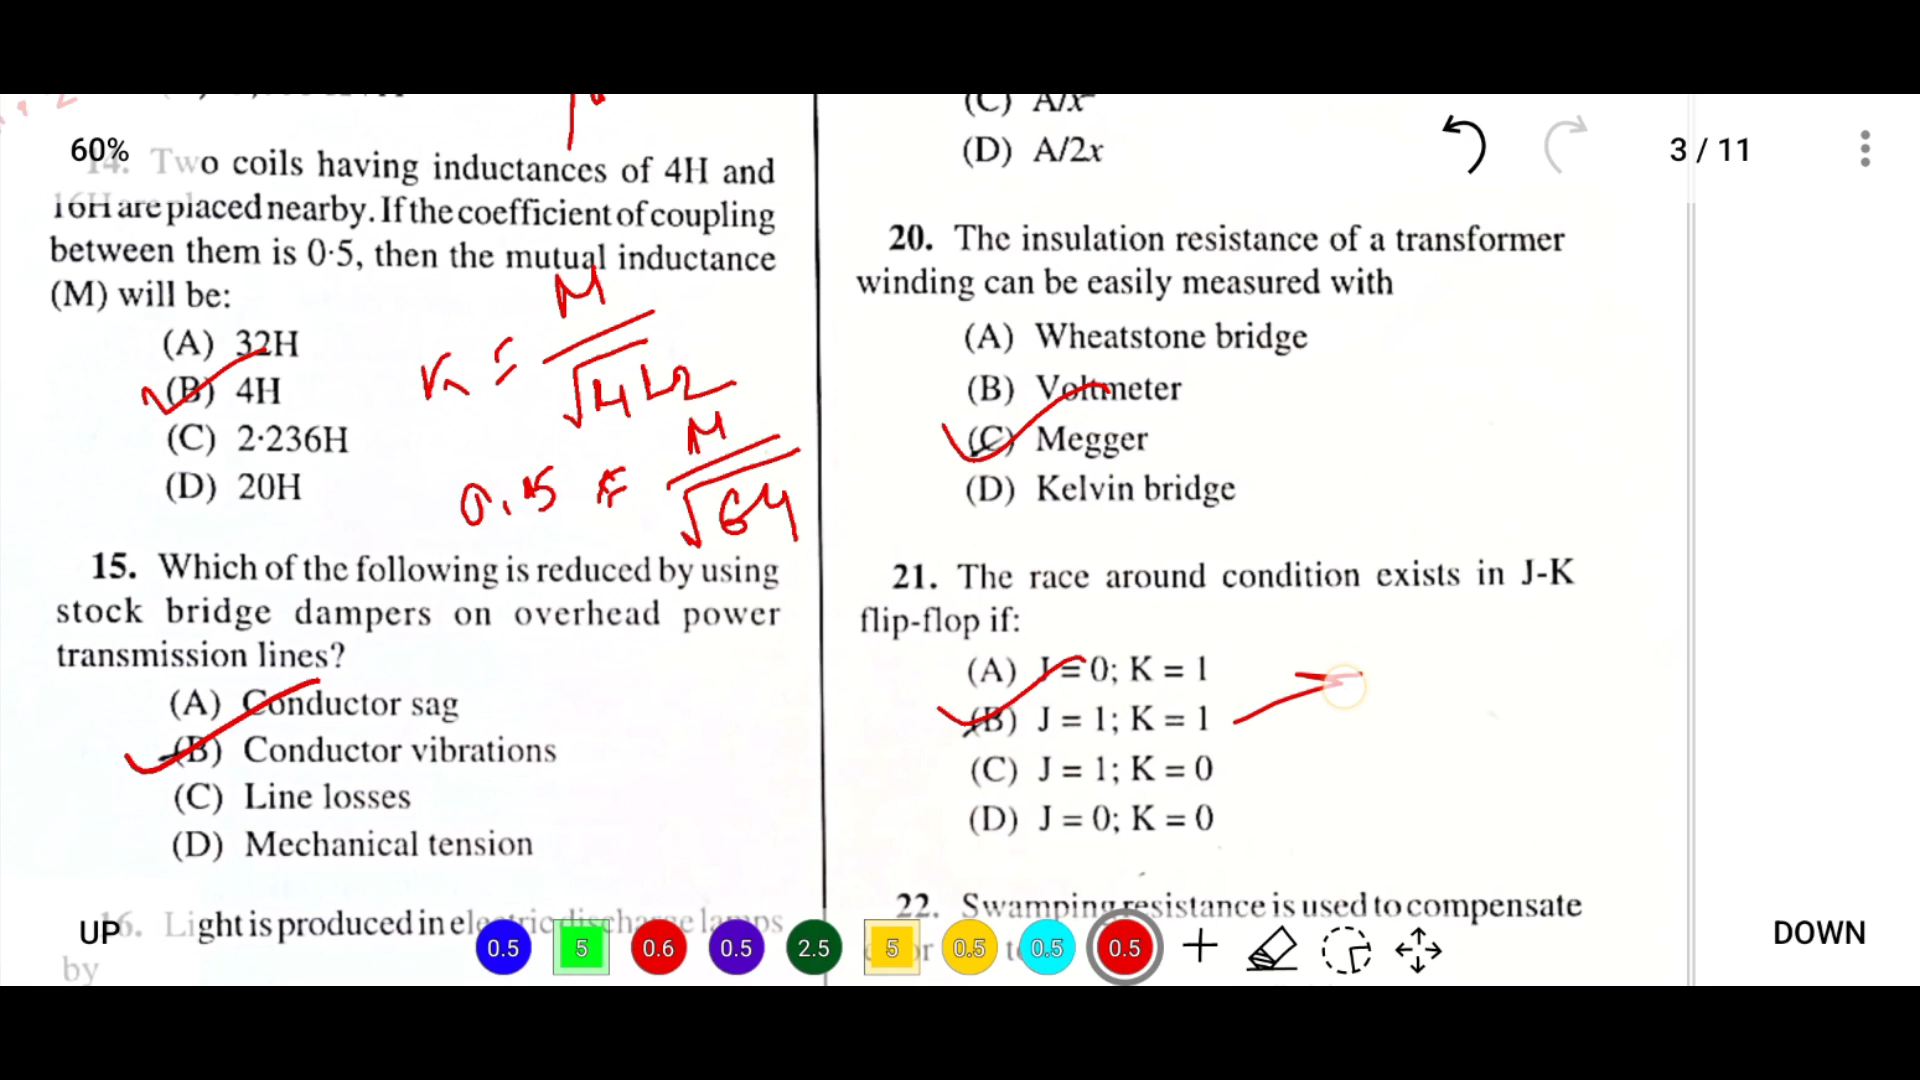 60%
14. Two coils having inductances of 4H and
16H are placed nearby. If the coefficient of coupling
between them is 0·5, then the mutual inductance
(M) will be:
(A) 32H
(B) 4H
(C) 2·236H
(D) 20H
K = M
√ L2
M
0.5 =
√64
15. Which of the following is reduced by using
stock bridge dampers on overhead power
transmission lines?
(A) Conductor sag
(B) Conductor vibrations
(C) Line losses
(D) Mechanical tension
16. Light is produced in electric discharge lamps
by
UP
(C) A/x
(D) A/2x
3 / 11
20. The insulation resistance of a transformer
winding can be easily measured with
(A) Wheatstone bridge
(B) Voltmeter
(C) Megger
(D) Kelvin bridge
21. The race around condition exists in J-K
flip-flop if:
(A) J = 0; K = 1
(B) J = 1; K = 1
(C) J = 1; K = 0
(D) J = 0; K = 0
22. Swamping resistance is used to compensate
0.5 5 0.6 0.5 2.5 5 0.5 0.5 0.5
DOWN